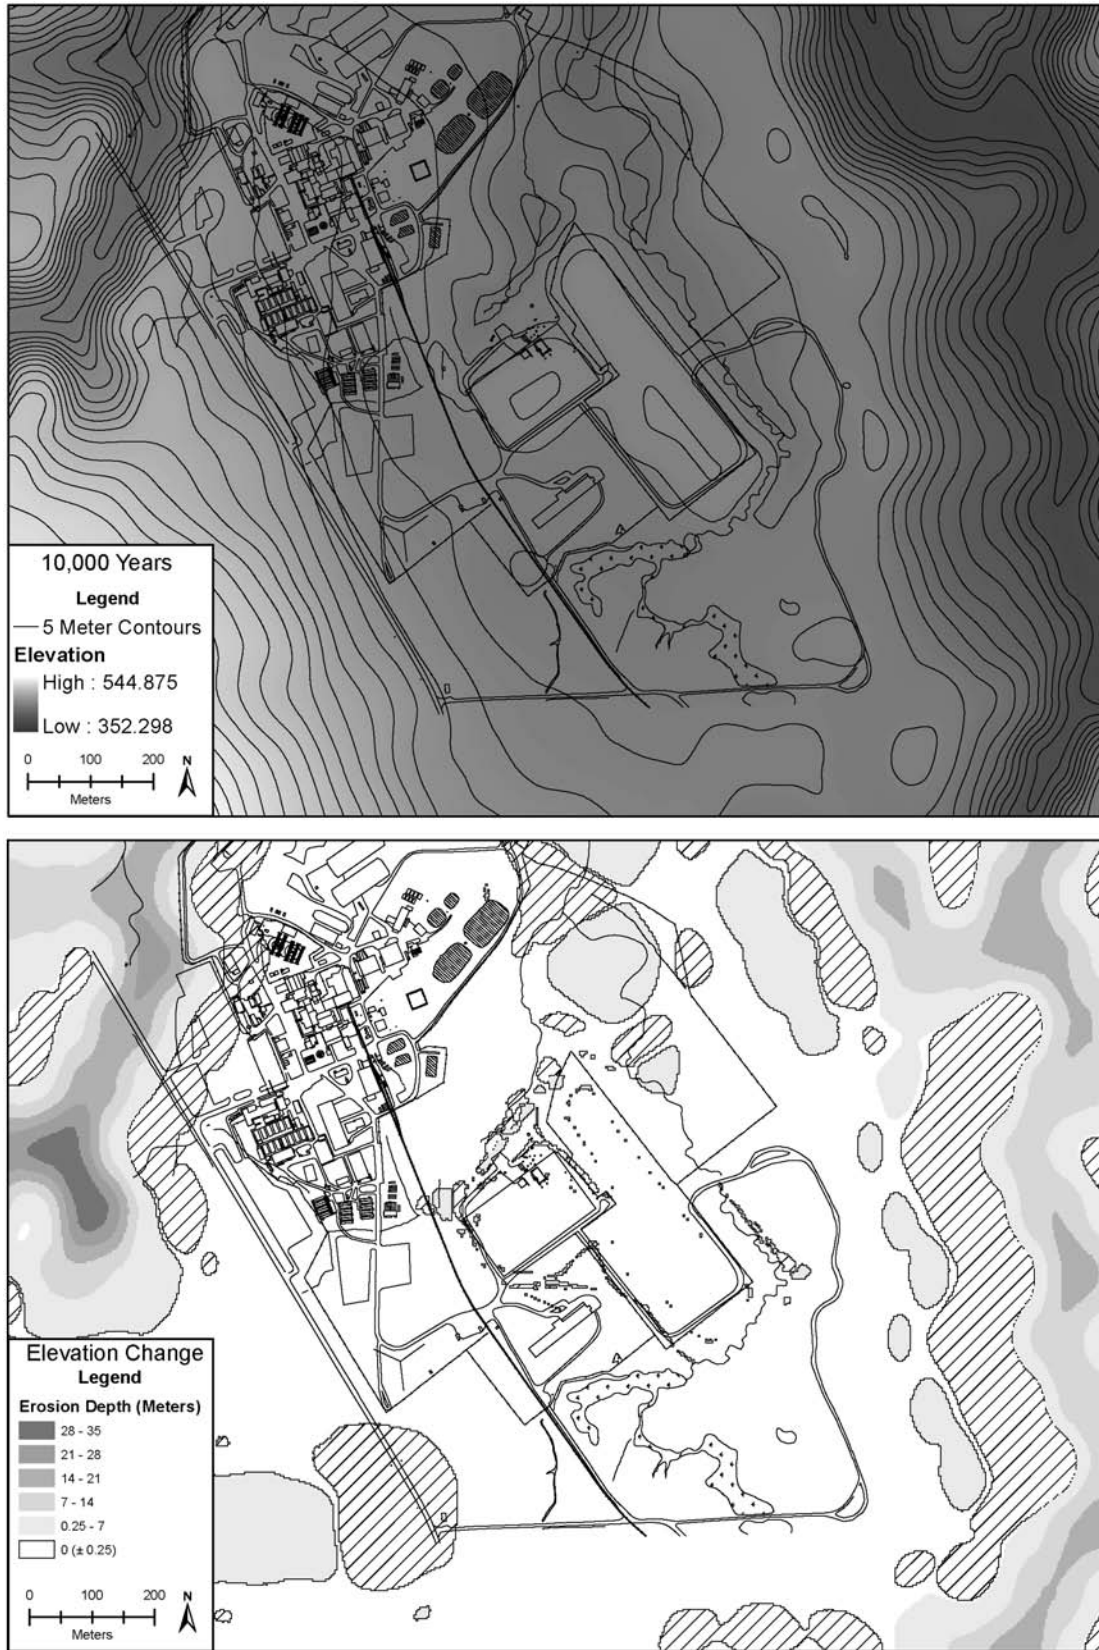 10,000 Years
Legend
5 Meter Contours
Elevation
High : 544.875
Low : 352.298
0 100 200
Meters
N
Elevation Change
Legend
Erosion Depth (Meters)
28 - 35
21 - 28
14 - 21
7 - 14
0.25 - 7
0 (± 0.25)
0 100 200
Meters
N